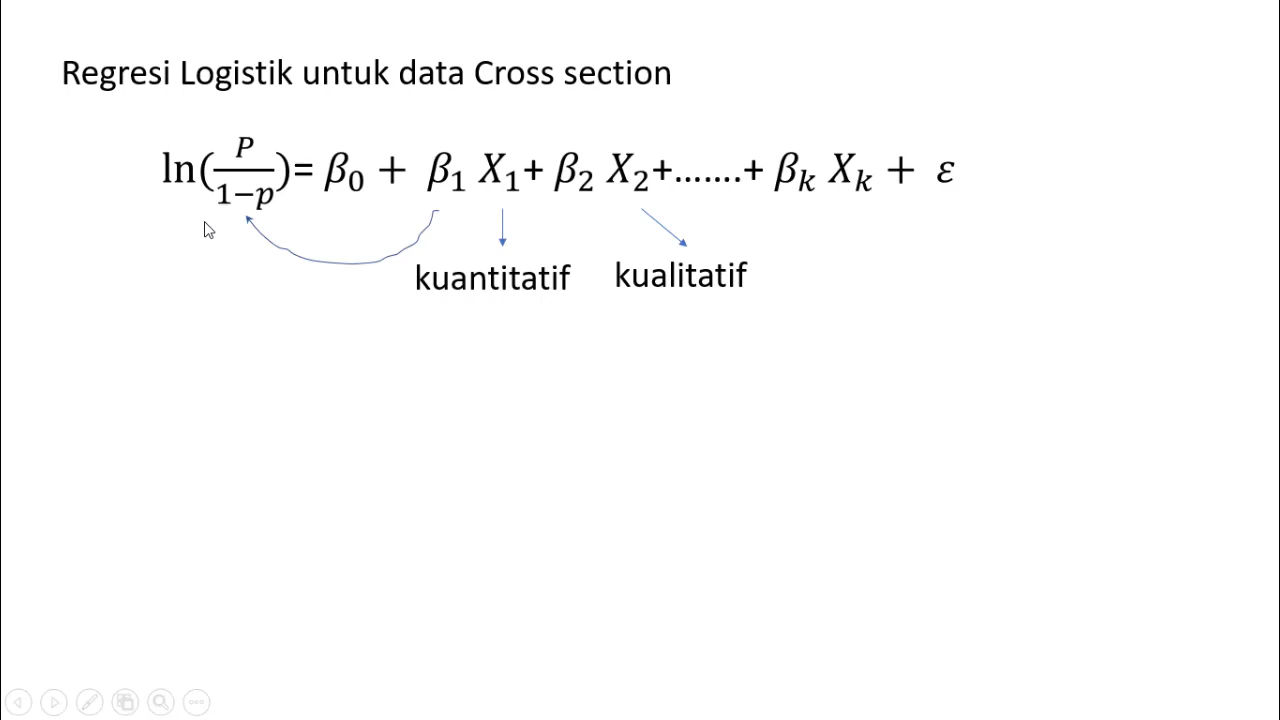 Regresi Logistik untuk data Cross section
ln(P/1−p)= β₀ + β₁ X₁+ β₂ X₂+.......+ βₖ Xₖ + ε
kuantitatif kualitatif